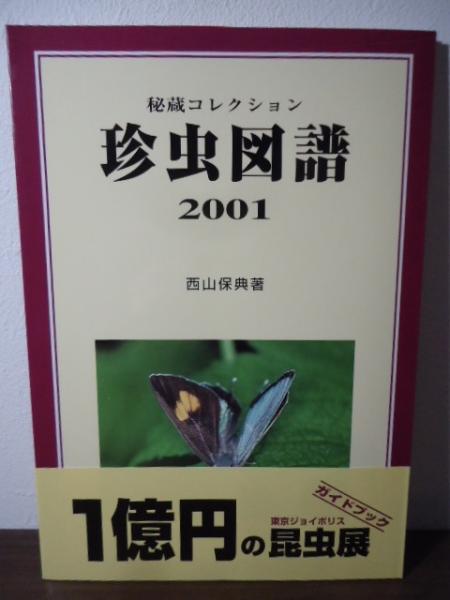 秘蔵コレクション
珍虫図譜
2001
西山保典著
ガイドブック
東京ジョイポリス
1億円の昆虫展